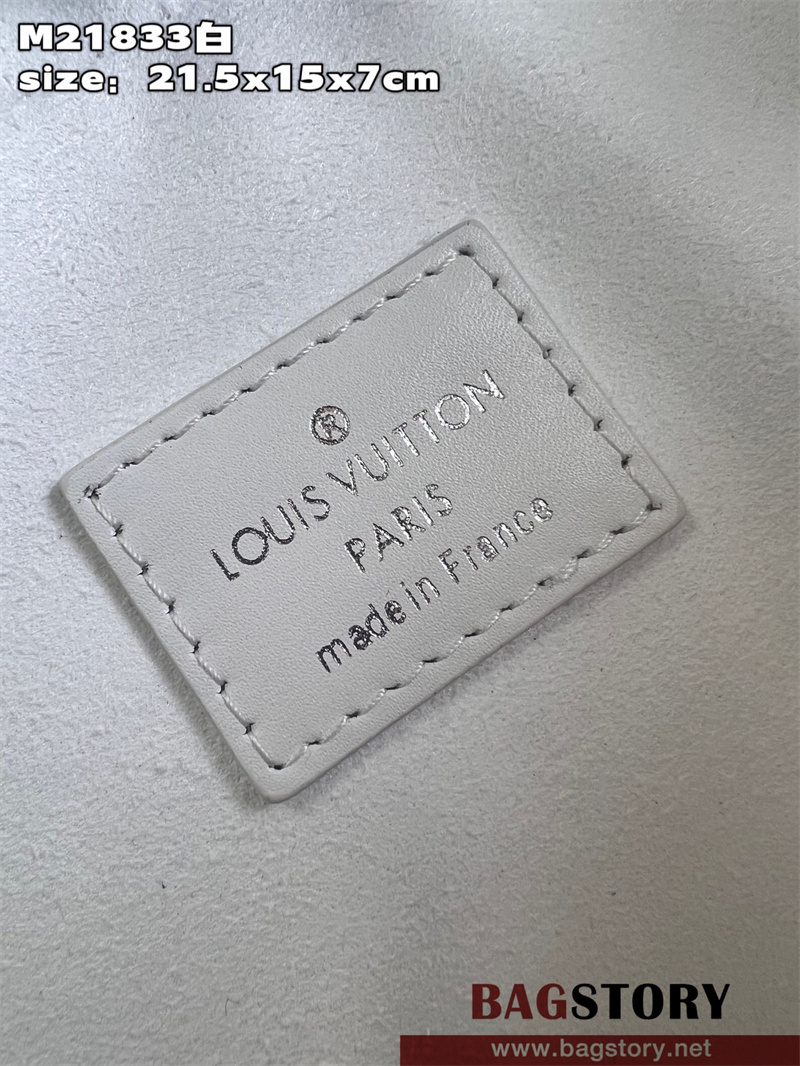 M21833白
size：21.5x15x7cm
®
LOUIS VUITTON
PARIS
made in France
BAGSTORY
www.bagstory.net